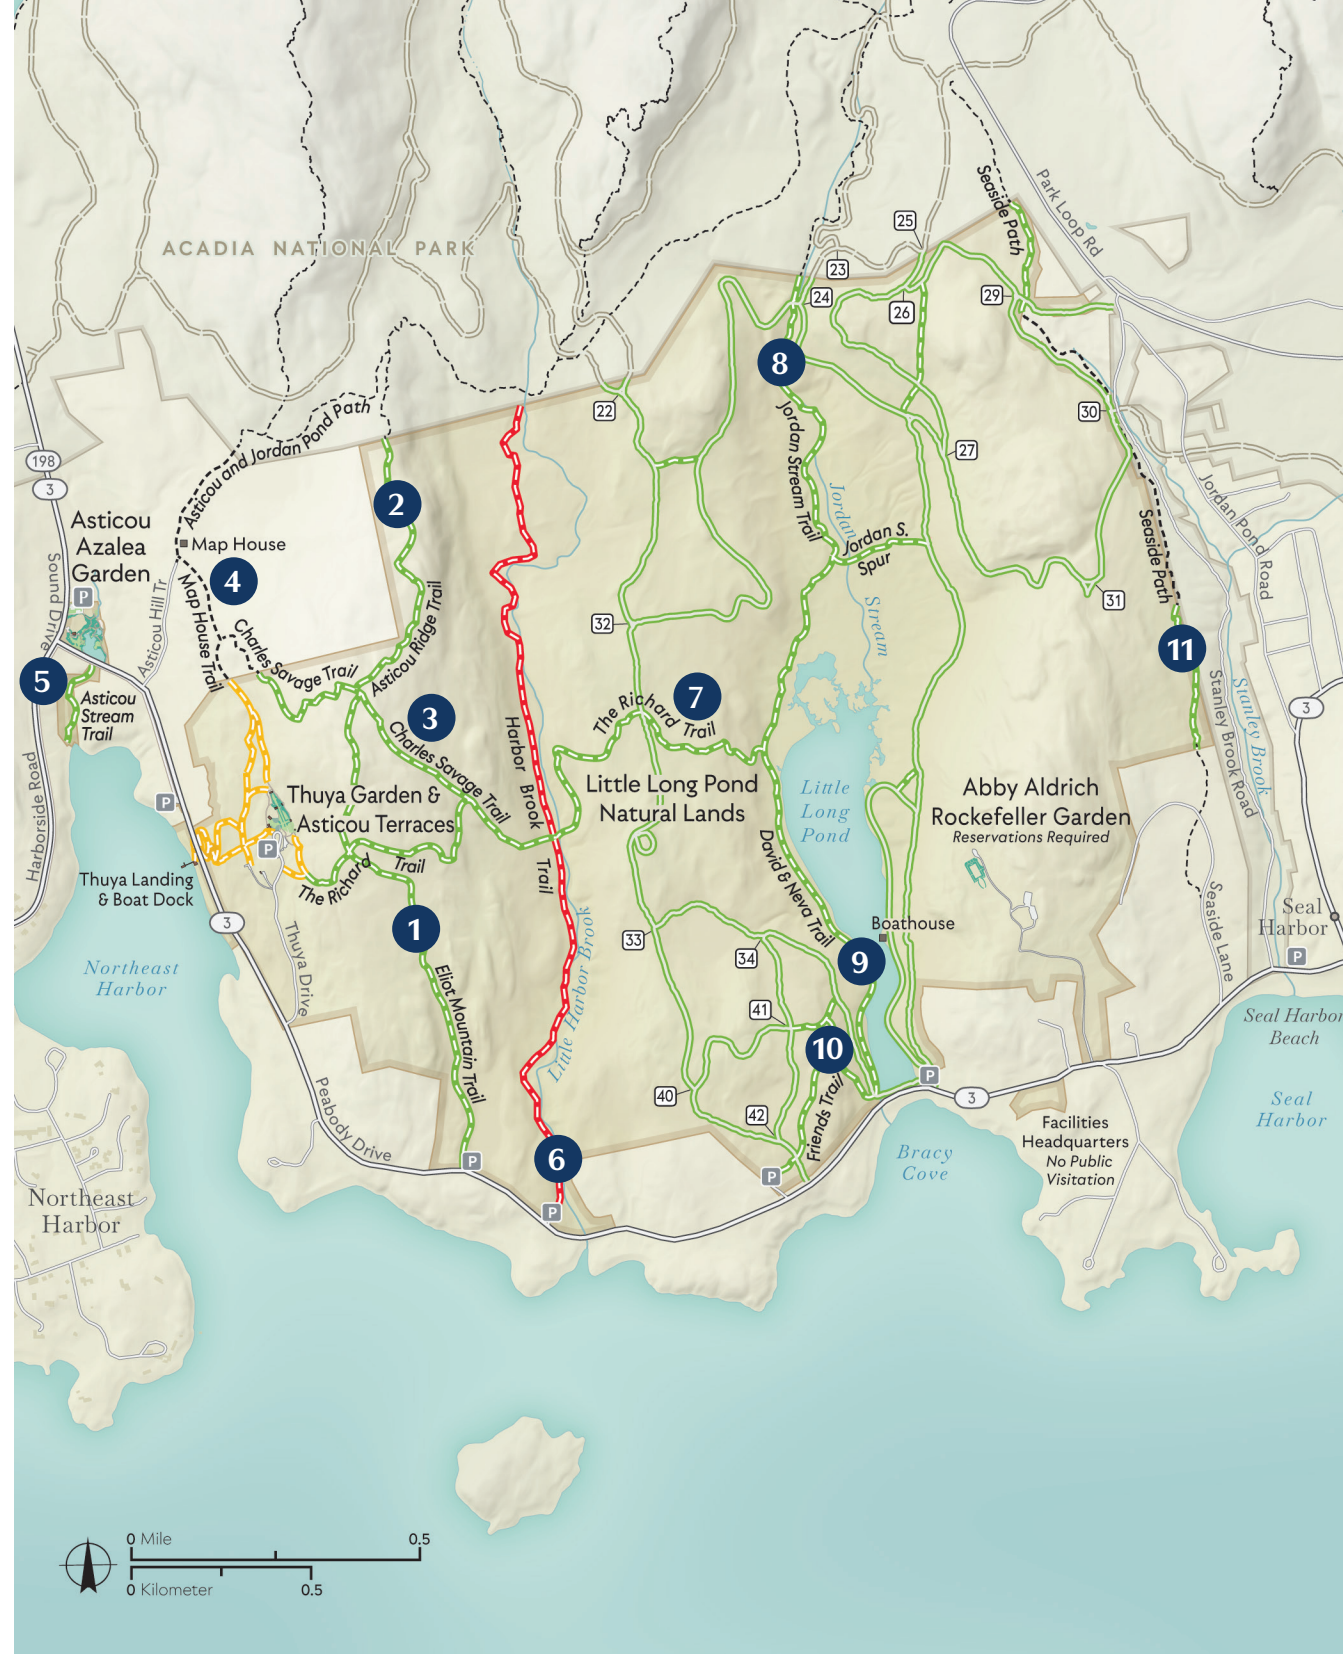 ACADIA NATIONAL PARK
Seaside Path
Park Loop Rd
25
23
24
26
29
8
22
30
27
Asticou and Jordan Pond Path
198
3
2
Asticou
Azalea
Garden
P
Map House
4
Sound Drive
Asticou Hill Tr
Map House Trail
Charles Savage Trail
Asticou Ridge Trail
5
Asticou
Stream
Trail
3
Charles Savage Trail
Harbor Brook
Trail
Jordan Stream Trail
Jordan
Stream
Jordan S.
Spur
31
32
Seaside Path
11
Jordan Pond Road
Stanley Brook Road
Stanley Brook
3
7
The Richard Trail
Little Long Pond
Natural Lands
Little
Long
Pond
Abby Aldrich
Rockefeller Garden
Reservations Required
Thuya Garden &
Asticou Terraces
P
P
Harborside Road
Thuya Landing
& Boat Dock
The Richard
Trail
3
Thuya Drive
1
Eliot Mountain Trail
David & Neva Trail
Boathouse
33
34
9
41
10
40
42
Friends Trail
Little Harbor Brook
Northeast
Harbor
Seaside Lane
Seal
Harbor
P
Seal Harbor
Beach
Seal
Harbor
P
3
Facilities
Headquarters
No Public
Visitation
Bracy
Cove
Peabody Drive
P
6
P
P
Northeast
Harbor
0 Mile
0.5
0 Kilometer
0.5